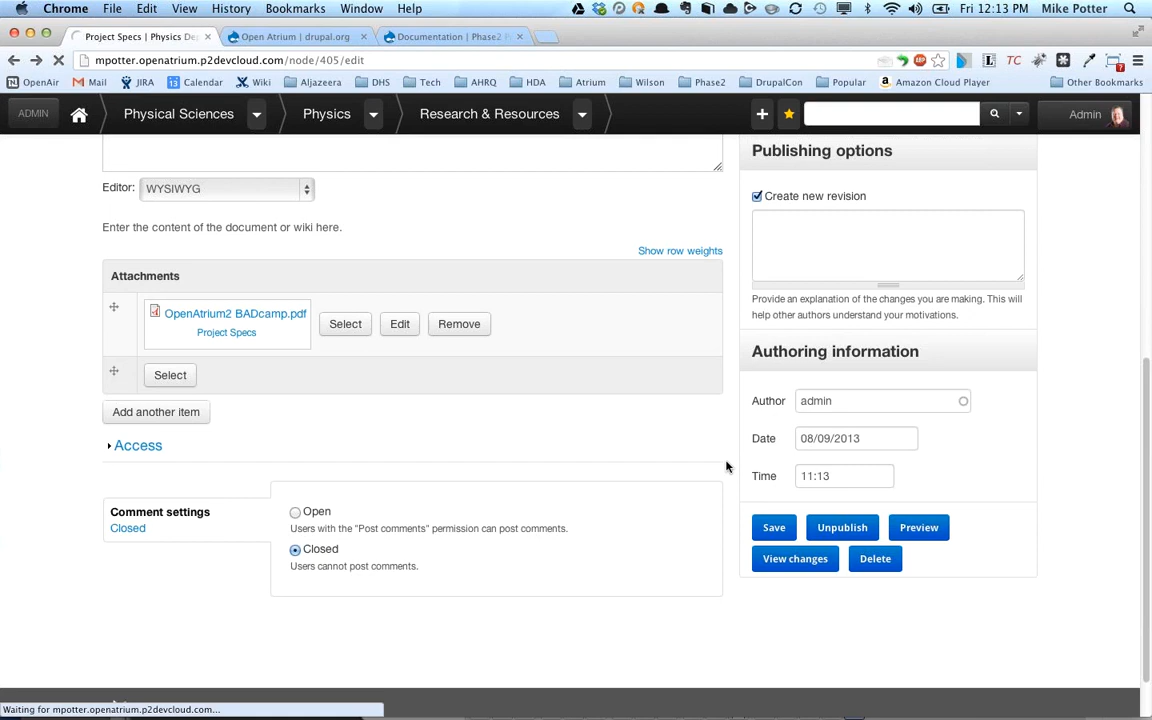 Chrome File Edit View History Bookmarks Window Help Fri 12:13 PM Mike Potter
Project Specs | Physics De Open Atrium | drupal.org Documentation | Phase2
mpotter.openatrium.p2devcloud.com/node/405/edit
OpenAir Mail JIRA Calendar Wiki Aljazeera DHS Tech AHRQ HDA Atrium Wilson Phase2 DrupalCon Popular Amazon Cloud Player Other Bookmarks
ADMIN Physical Sciences Physics Research & Resources Admin
Publishing options
Editor: WYSIWYG
Create new revision
Enter the content of the document or wiki here.
Show row weights
Attachments
OpenAtrium2 BADcamp.pdf
Project Specs
Select Edit Remove
Select
Add another item
Access
Provide an explanation of the changes you are making. This will
help other authors understand your motivations.
Authoring information
Author admin
Date 08/09/2013
Time 11:13
Comment settings
Closed
Open
Users with the "Post comments" permission can post comments.
Closed
Users cannot post comments.
Save Unpublish Preview
View changes Delete
Waiting for mpotter.openatrium.p2devcloud.com...